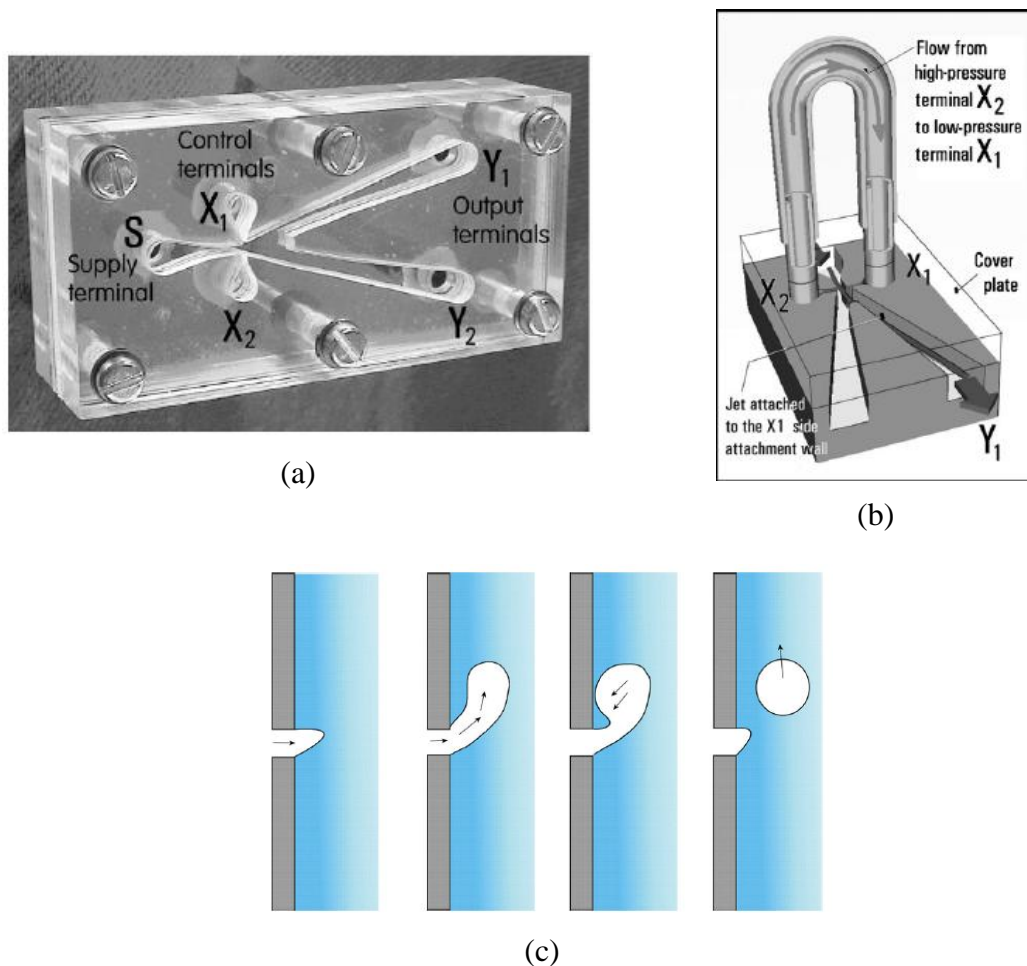 Control
terminals
X1
Y1
S
Output
terminals
Supply
terminal
X2
Y2
(a)
Flow from
high-pressure
terminal X2
to low-pressure
terminal X1
X1
Cover
plate
X2
Jet attached
to the X1 side
attachment wall
Y1
(b)
(c)